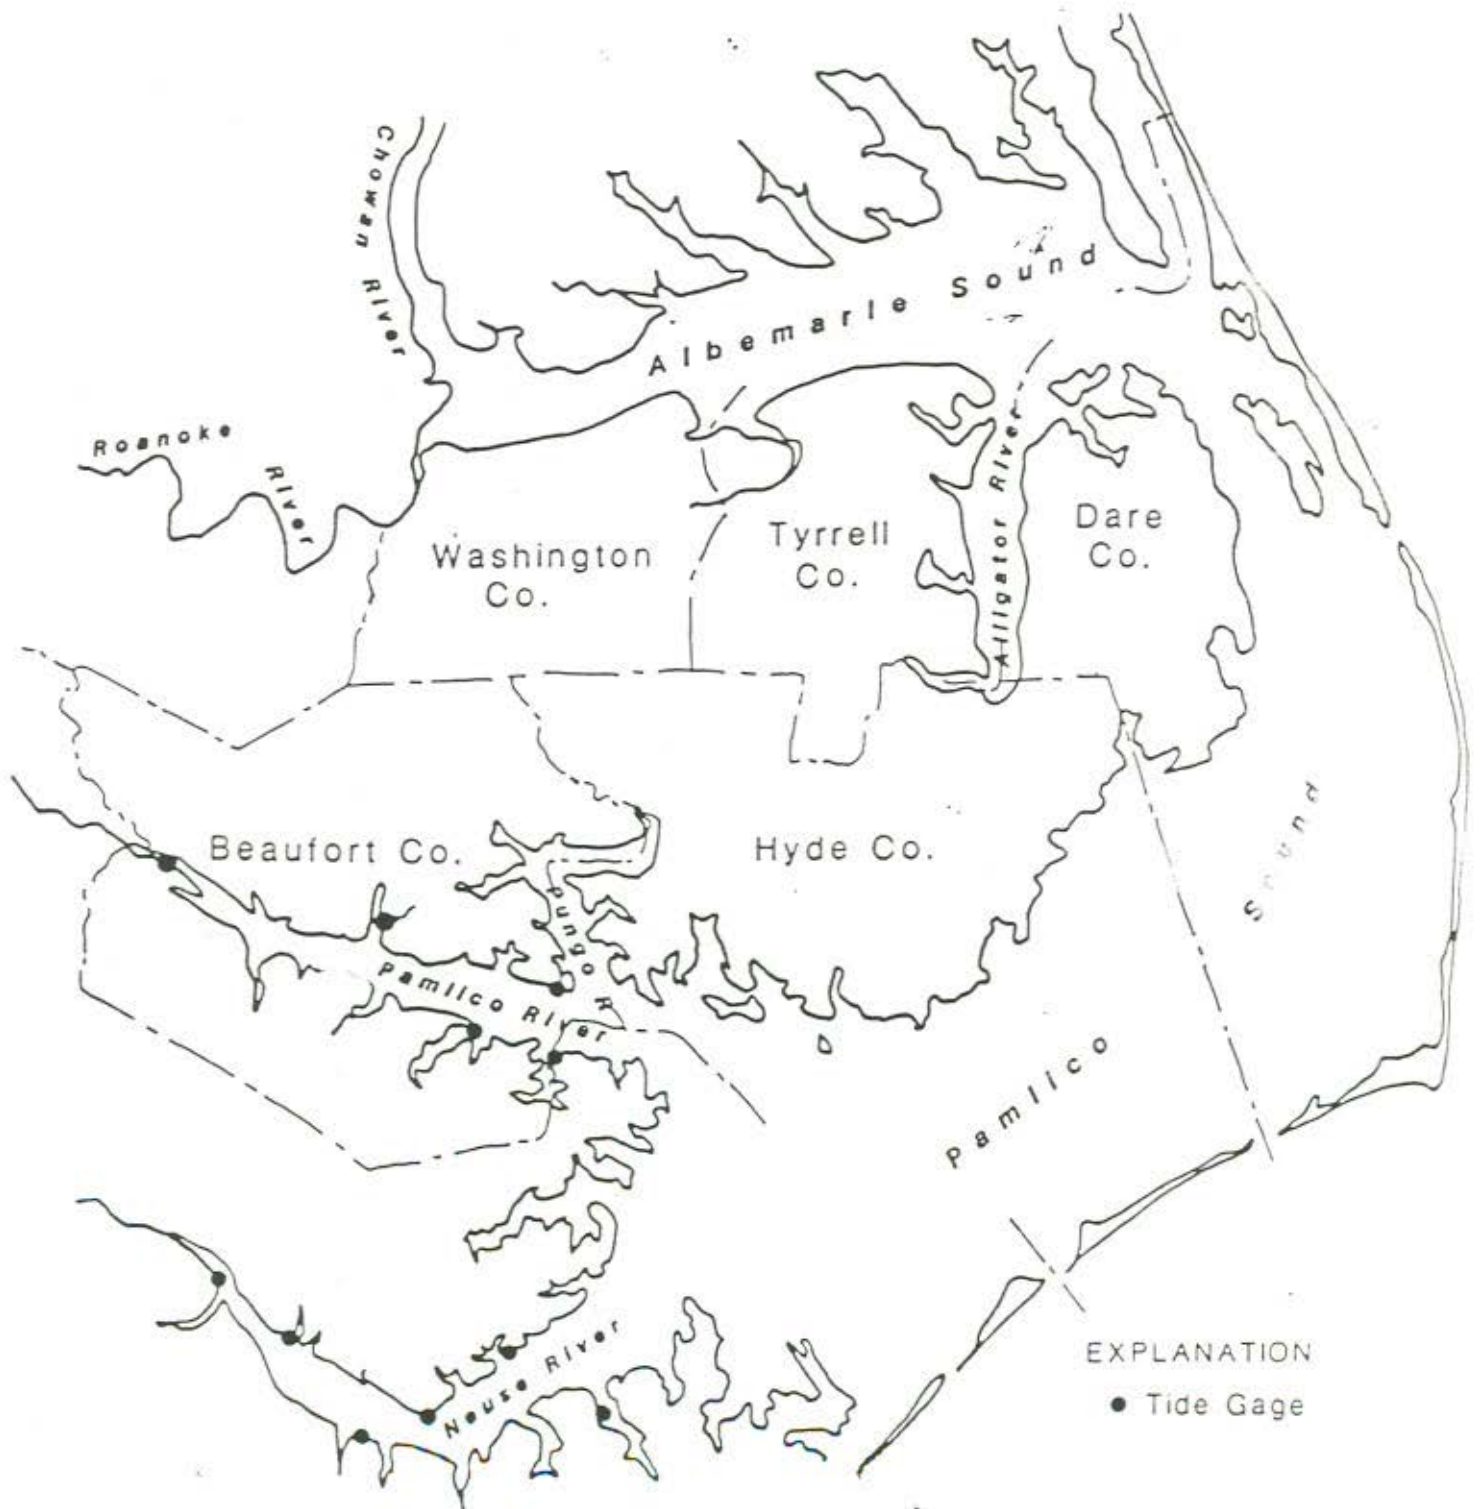 Chowan River
Albemarle Sound
Roanoke River
Alligator River
Washington
Co.
Tyrrell
Co.
Dare
Co.
Beaufort Co.
Hyde Co.
Pungo R
Pamlico River
Pamlico Sound
Neuse River
EXPLANATION
Tide Gage